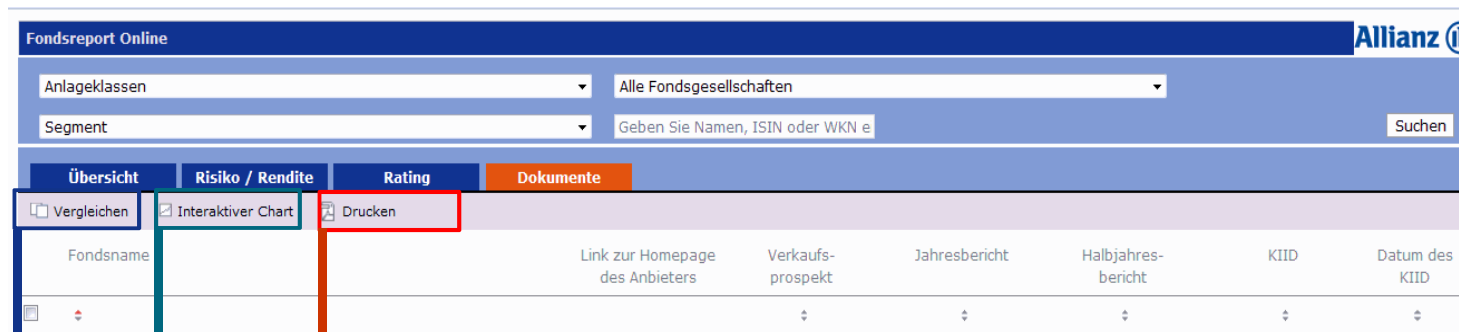 Fondsreport Online
Allianz
Anlageklassen
Alle Fondsgesellschaften
Segment
Geben Sie Namen, ISIN oder WKN e
Suchen
Übersicht
Risiko / Rendite
Rating
Dokumente
Vergleichen
Interaktiver Chart
Drucken
Fondsname
Link zur Homepage
des Anbieters
Verkaufs-
prospekt
Jahresbericht
Halbjahres-
bericht
KIID
Datum des
KIID